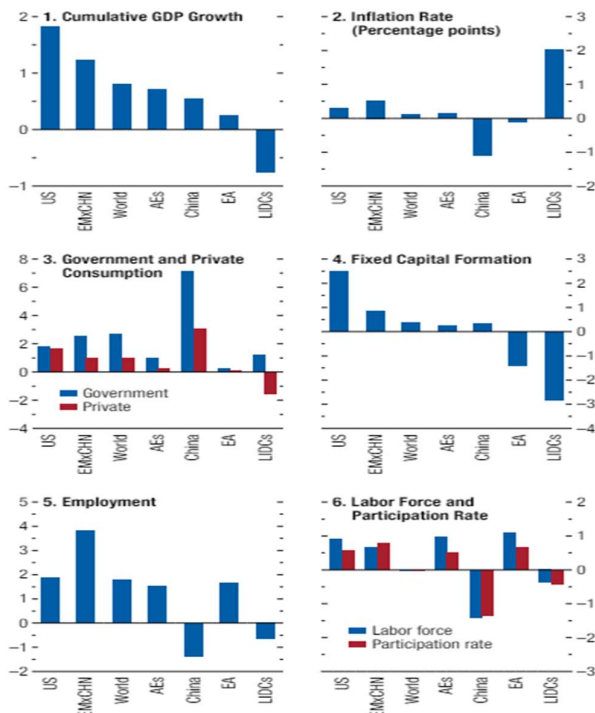 1. Cumulative GDP Growth
2
1
0
−1
US
EMxCHN
World
AEs
China
EA
LIDCs
2. Inflation Rate
(Percentage points)
3
2
1
0
−1
−2
US
EMxCHN
World
AEs
China
EA
LIDCs
3. Government and Private
Consumption
8
6
4
2
0
−2
−4
Government
Private
US
EMxCHN
World
AEs
China
EA
LIDCs
4. Fixed Capital Formation
3
2
1
0
−1
−2
−3
−4
US
EMxCHN
World
AEs
China
EA
LIDCs
5. Employment
5
4
3
2
1
0
−1
−2
US
EMxCHN
World
AEs
China
EA
LIDCs
6. Labor Force and
Participation Rate
2
1
0
−1
−2
−3
Labor force
Participation rate
US
EMxCHN
World
AEs
China
EA
LIDCs